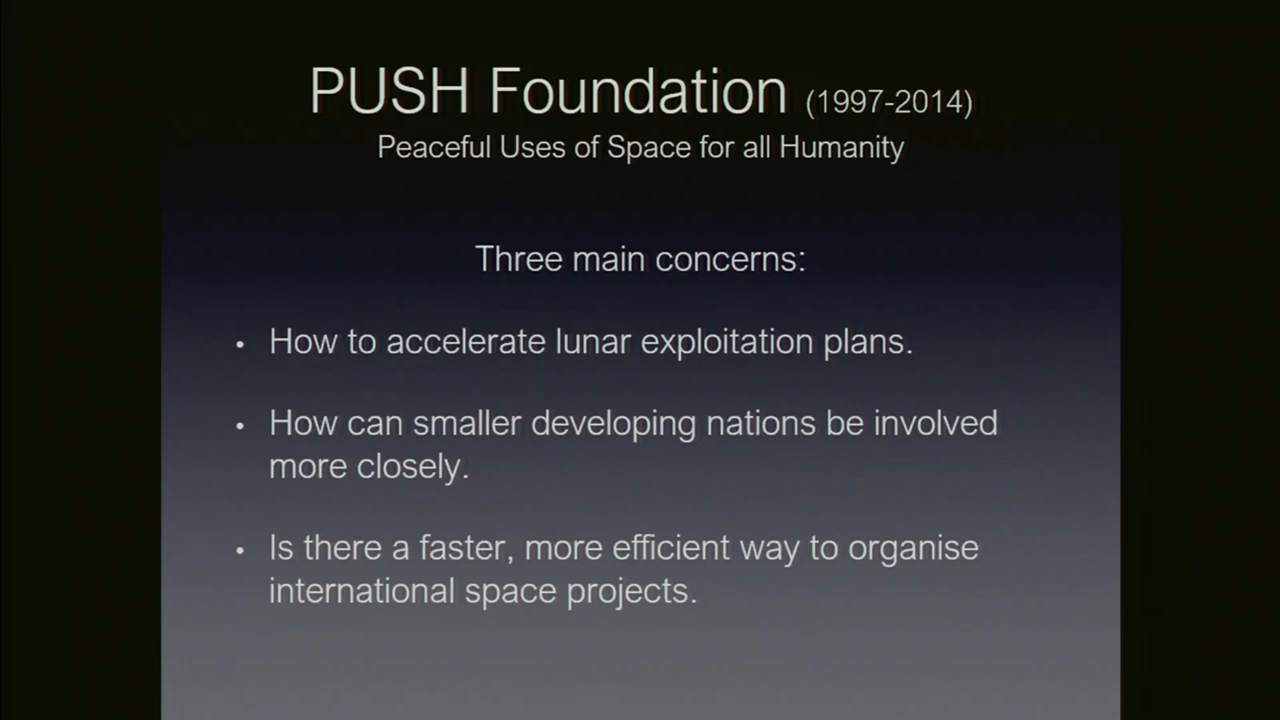 PUSH Foundation (1997-2014)
Peaceful Uses of Space for all Humanity
Three main concerns:
• How to accelerate lunar exploitation plans.
• How can smaller developing nations be involved
more closely.
• Is there a faster, more efficient way to organise
international space projects.